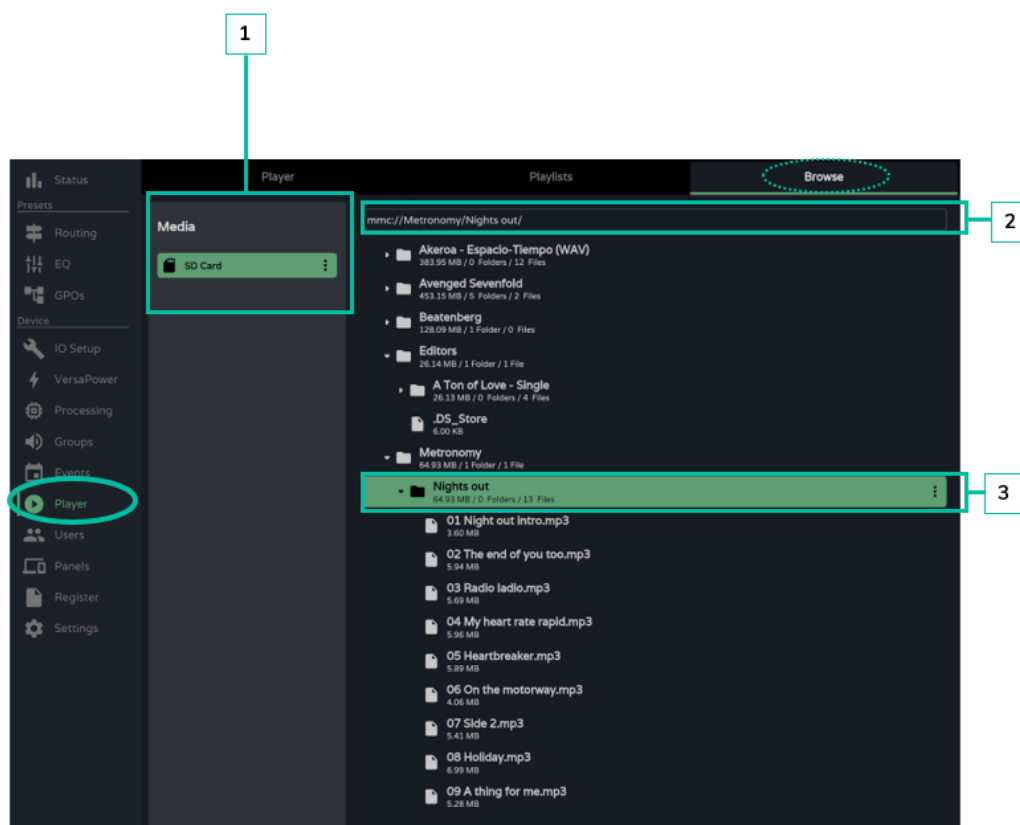 1
Status
Presets
Routing
EQ
GPOs
Device
IO Setup
VersaPower
Processing
Groups
Events
Player
Users
Panels
Register
Settings
Player
Playlists
Browse
Media
SD Card
mmc://Metronomy/Nights out/
2
Akeroa - Espacio-Tiempo (WAV)
383.95 MB / 0 Folders / 12 Files
Avenged Sevenfold
453.15 MB / 5 Folders / 2 Files
Beatenberg
128.09 MB / 1 Folder / 0 Files
Editors
26.14 MB / 1 Folder / 1 File
A Ton of Love - Single
26.13 MB / 0 Folders / 4 Files
.DS_Store
6.00 KB
Metronomy
64.93 MB / 1 Folder / 1 File
Nights out
64.93 MB / 0 Folders / 13 Files
3
01 Night out intro.mp3
3.60 MB
02 The end of you too.mp3
5.94 MB
03 Radio ladio.mp3
5.69 MB
04 My heart rate rapid.mp3
5.96 MB
05 Heartbreaker.mp3
5.89 MB
06 On the motorway.mp3
4.06 MB
07 Side 2.mp3
5.41 MB
08 Holiday.mp3
6.99 MB
09 A thing for me.mp3
5.28 MB